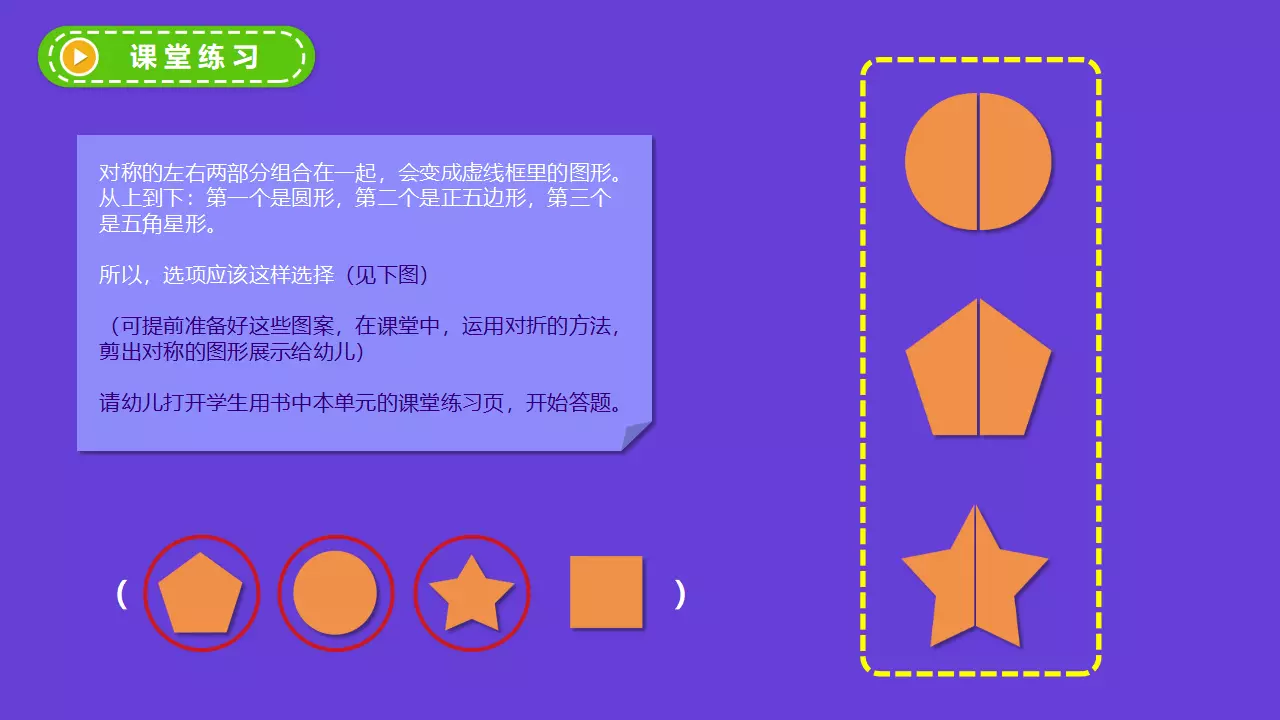 课堂练习
对称的左右两部分组合在一起，会变成虚线框里的图形。
从上到下：第一个是圆形，第二个是正五边形，第三个
是五角星形。
所以，选项应该这样选择（见下图）
（可提前准备好这些图案，在课堂中，运用对折的方法，
剪出对称的图形展示给幼儿）
请幼儿打开学生用书中本单元的课堂练习页，开始答题。
（ ）